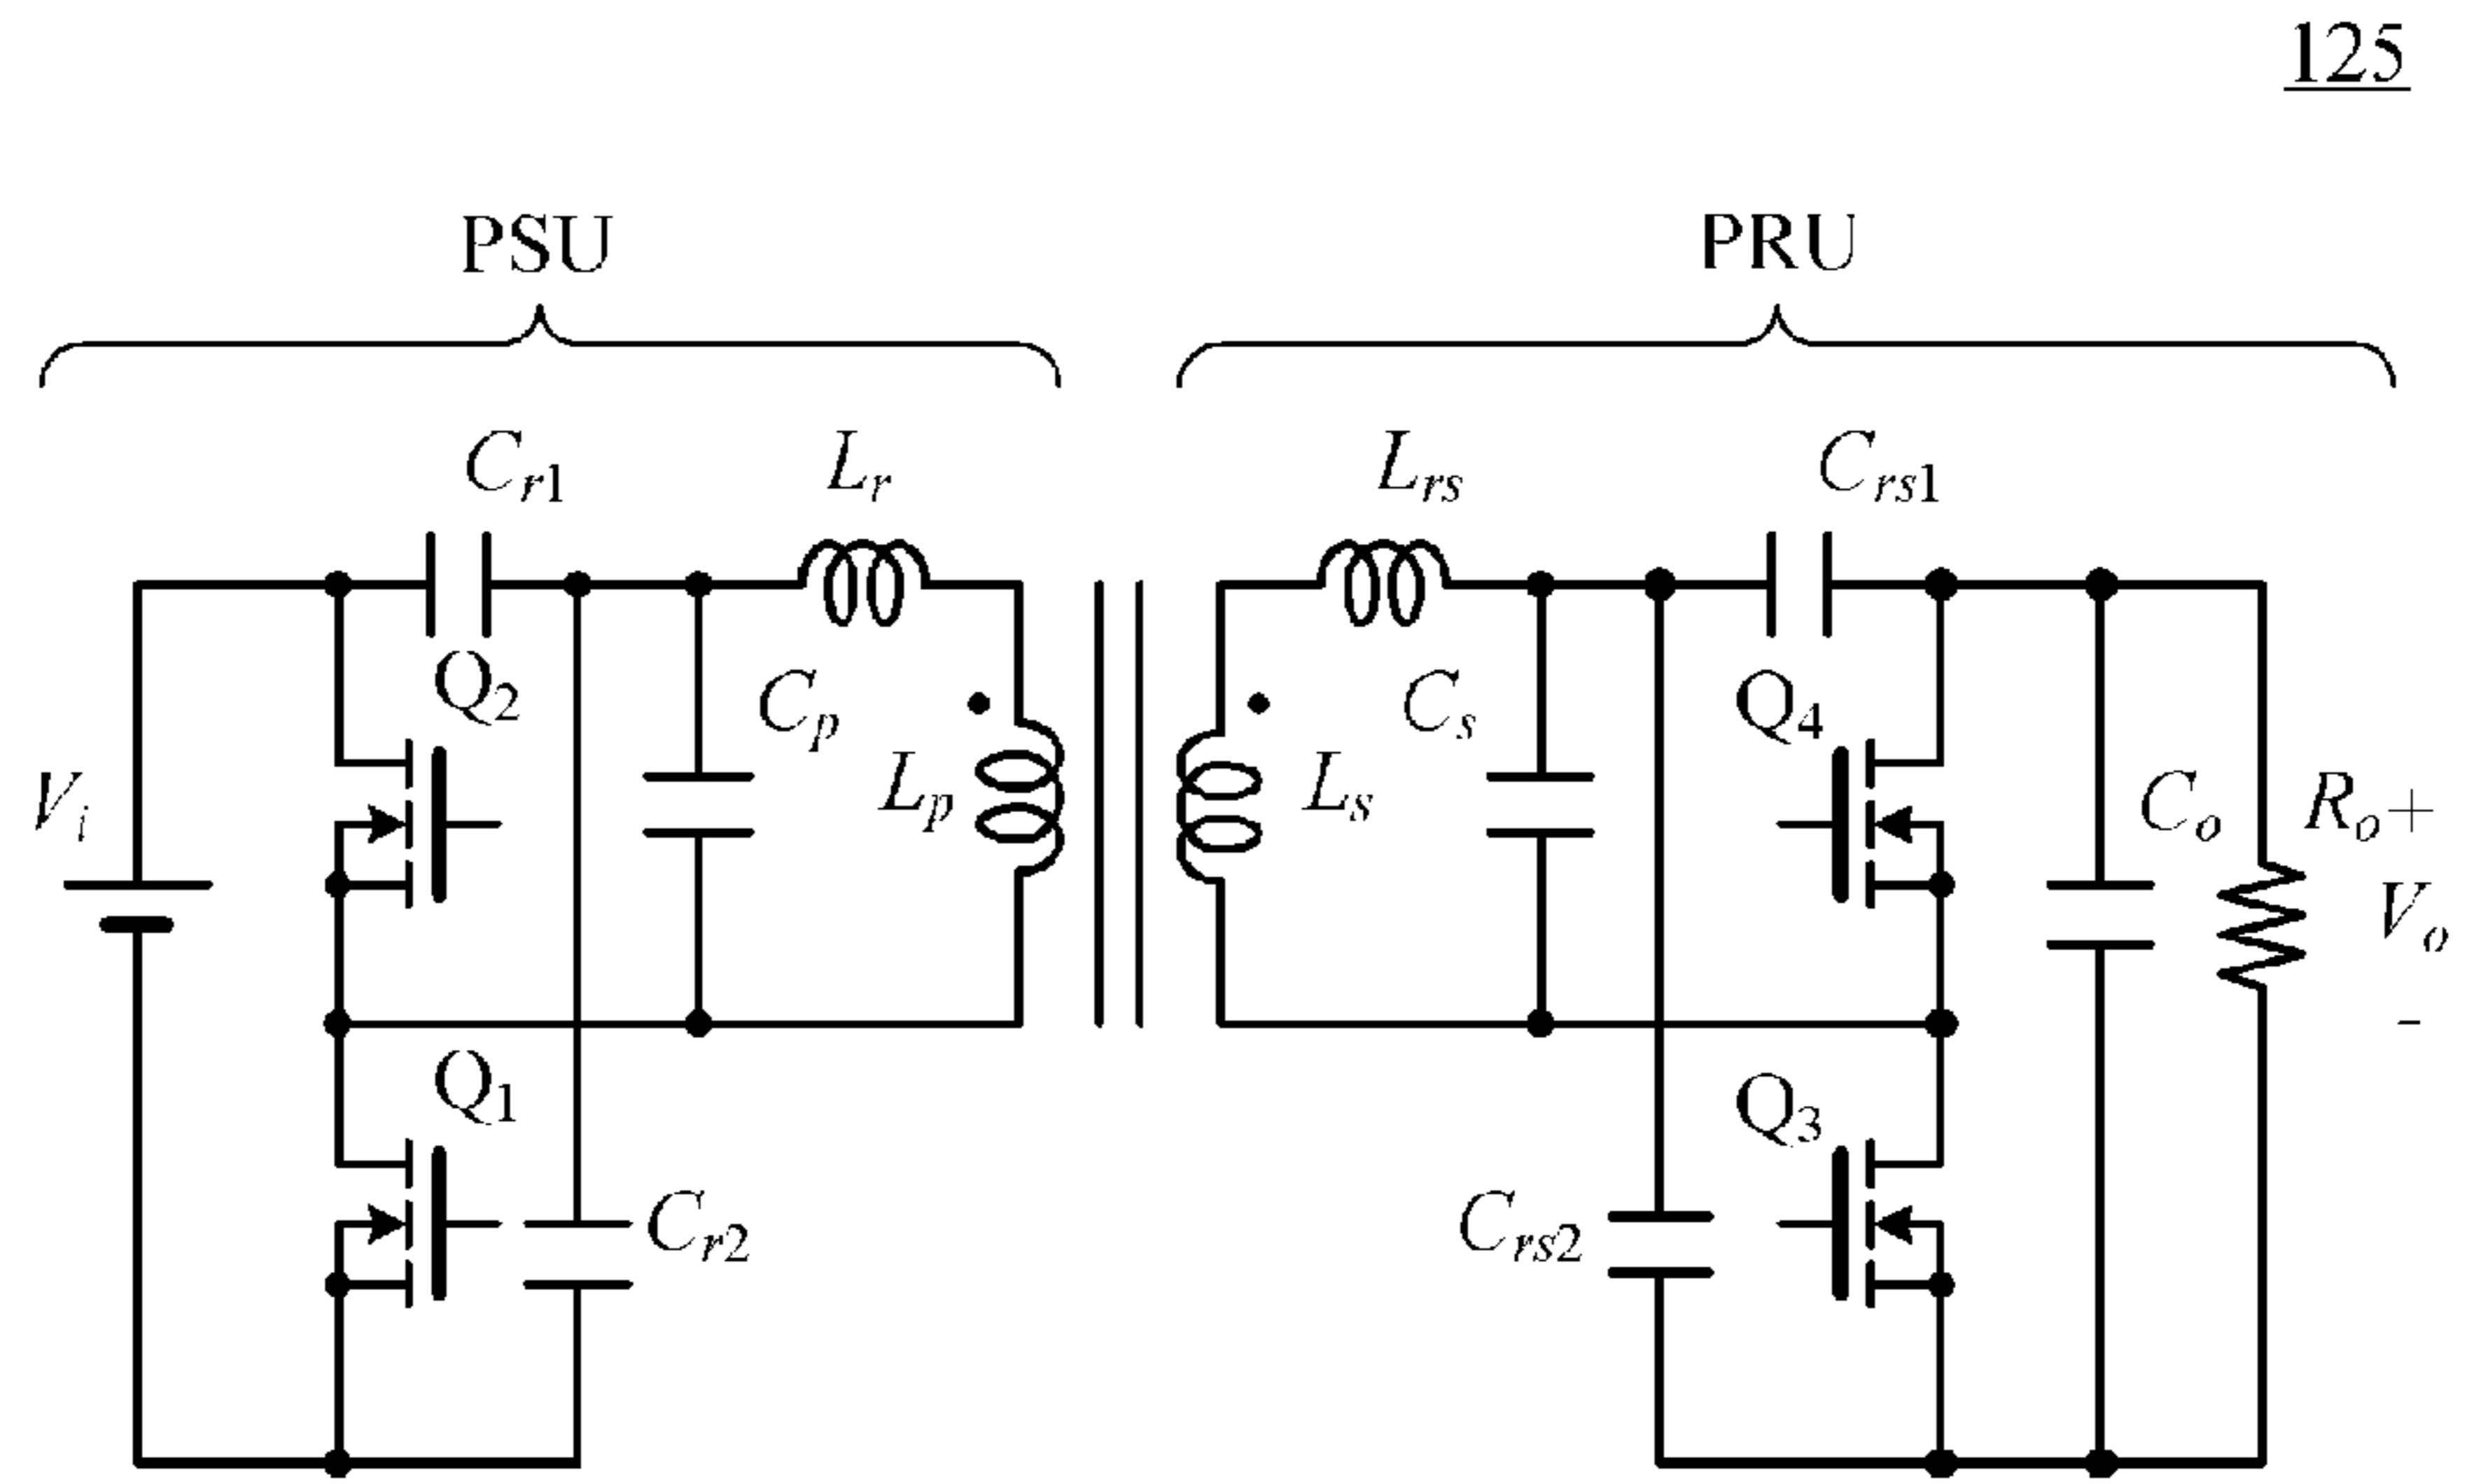 125
PSU PRU
Cr1 Lr Lrs Crs1
Q2 Cp Cs Q4
Vi Lp Ls Co Ro+
Vo
-
Q1 Q3
Cr2 Crs2